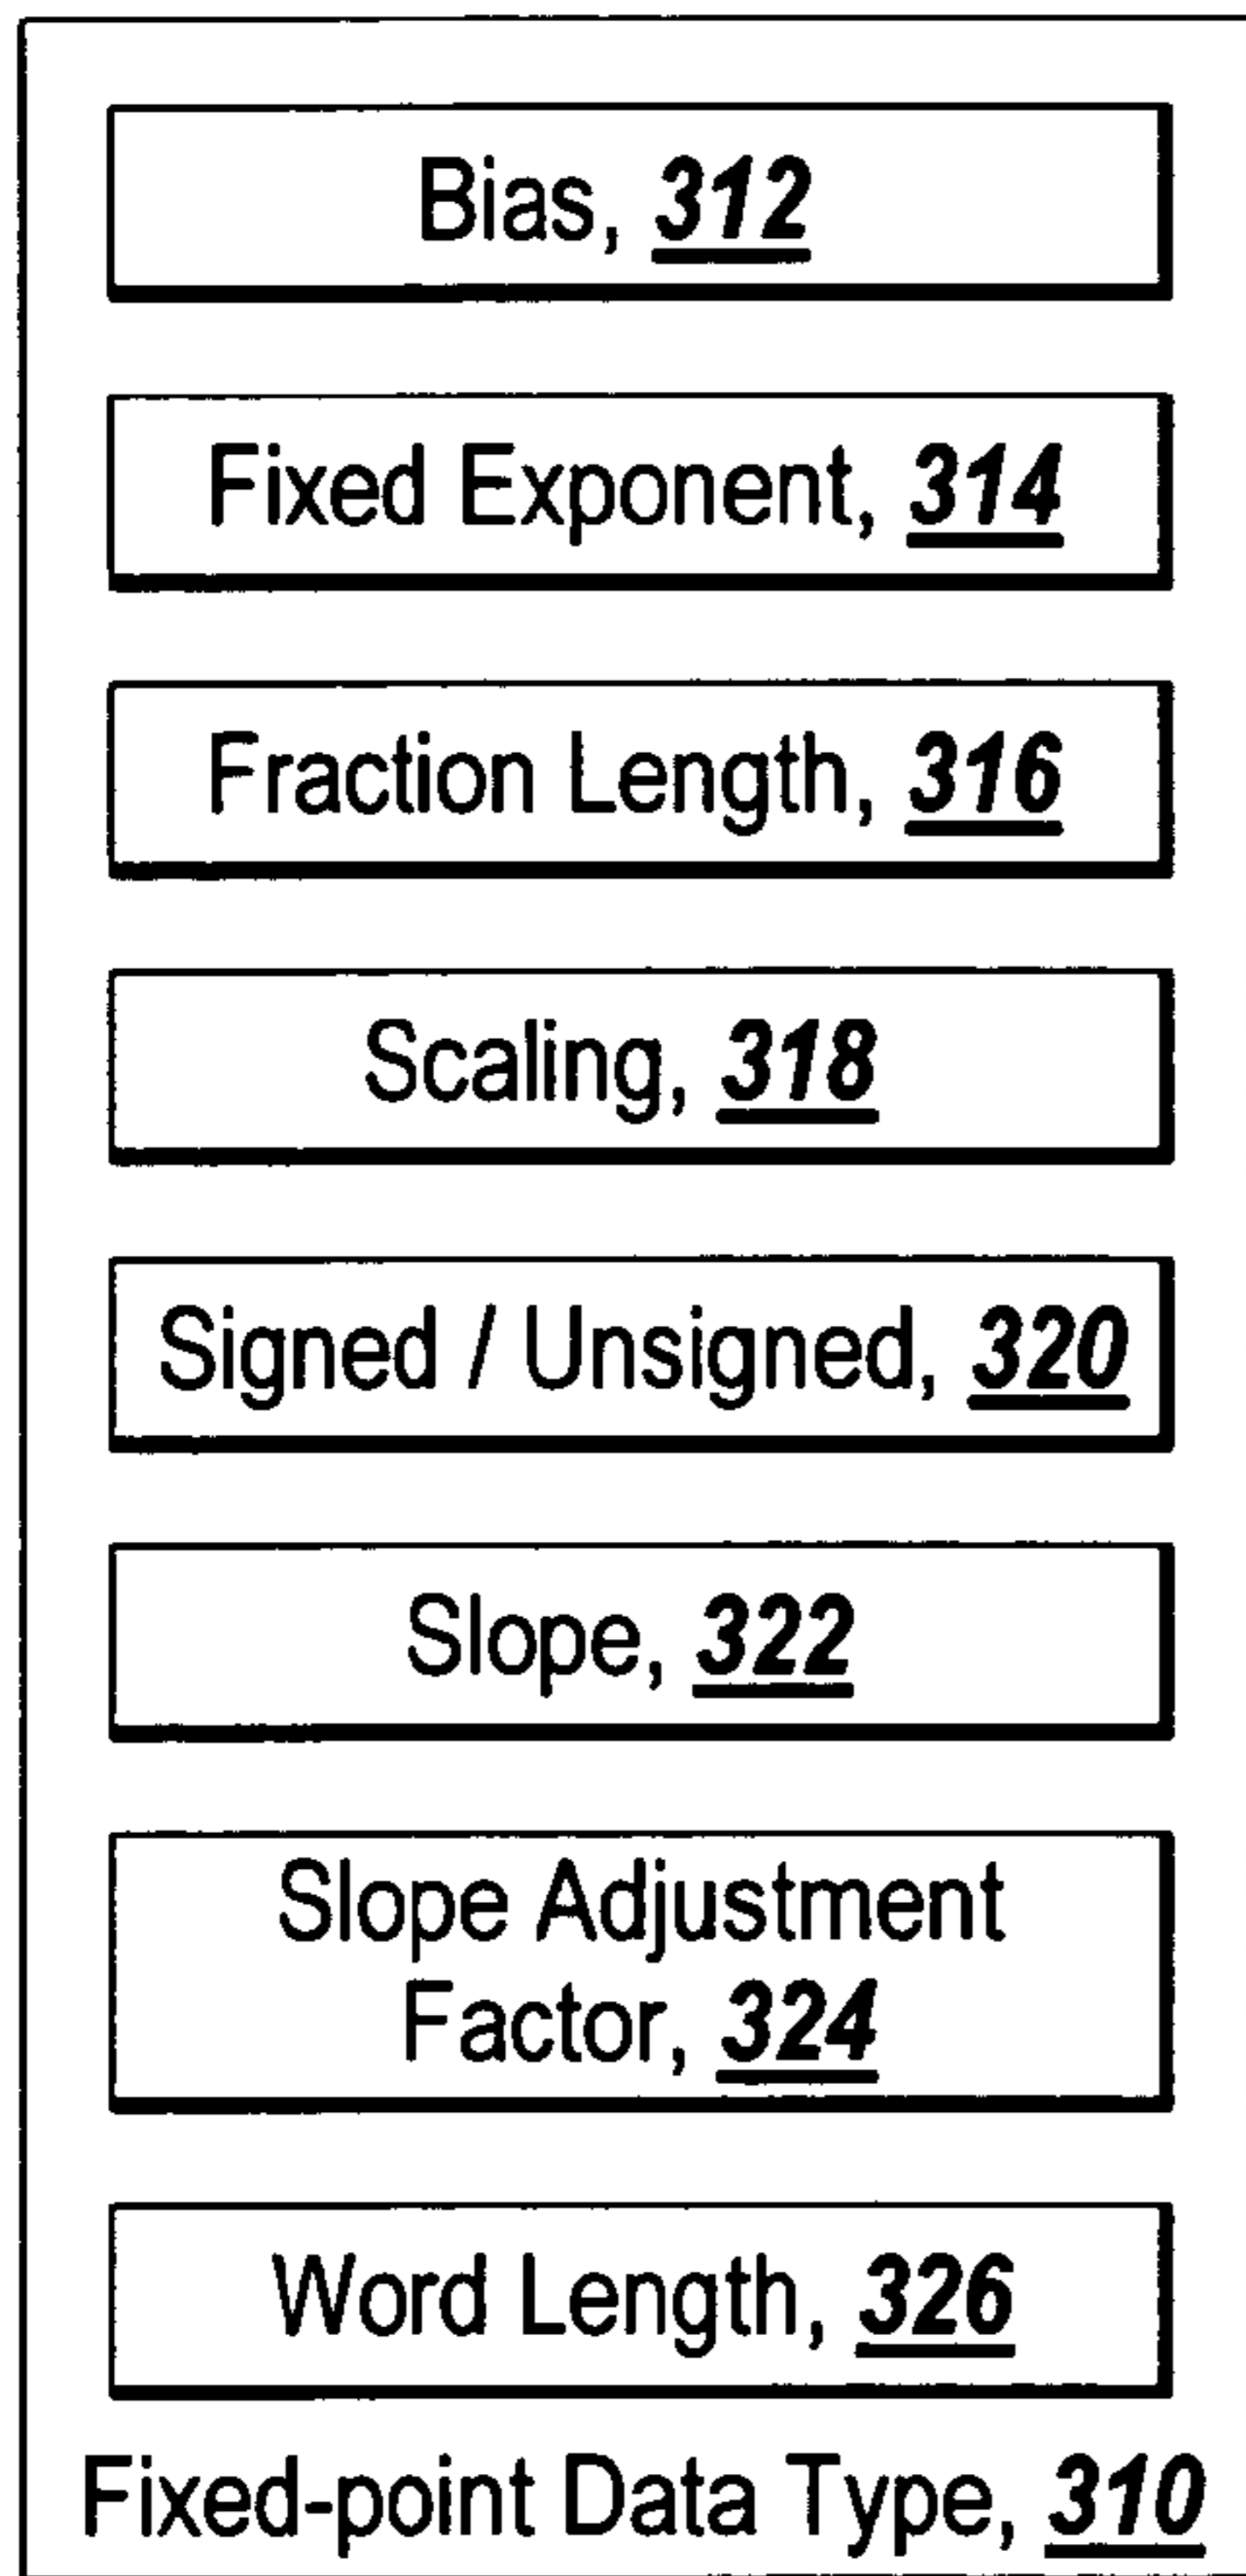 Bias, 312
Fixed Exponent, 314
Fraction Length, 316
Scaling, 318
Signed / Unsigned, 320
Slope, 322
Slope Adjustment
Factor, 324
Word Length, 326
Fixed-point Data Type, 310